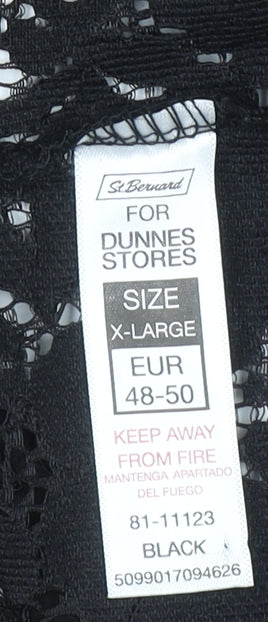 St. Bernard
FOR
DUNNES
STORES
SIZE
X-LARGE
EUR
48-50
KEEP AWAY
FROM FIRE
MANTENGA APARTADO
DEL FUEGO
81-11123
BLACK
5099017094626